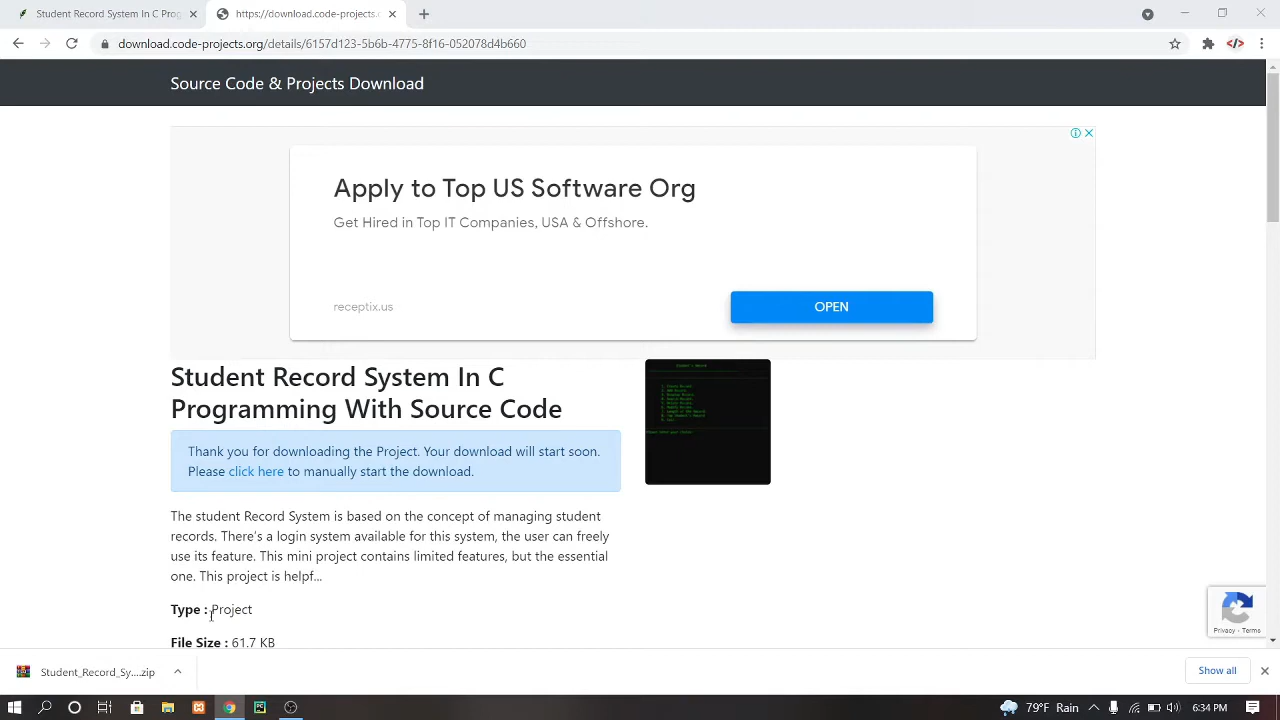 Student Record System In C Prog
https://download.code-projects.
download.code-projects.org/details/6157d123-5b6b-4775-8f16-052078d4b660
Source Code & Projects Download
Apply to Top US Software Org
Get Hired in Top IT Companies, USA & Offshore.
receptix.us
OPEN
Student Record System In C
Programming With Source Code
Thank you for downloading the Project. Your download will start soon.
Please click here to manually start the download.
The student Record System is based on the concept of managing student
records. There's a login system available for this system, the user can freely
use its feature. This mini project contains limited features, but the essential
one. This project is helpf...
Type : Project
File Size : 61.7 KB
Privacy - Terms
Student_Record_Sy....zip
Show all
79°F Rain
6:34 PM